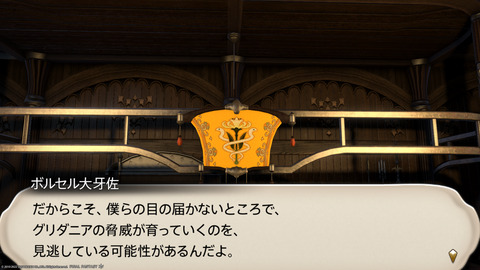 ボルセル大牙佐
だからこそ、僕らの目の届かないところで、
グリダニアの脅威が育っていくのを、
見逃している可能性があるんだよ。